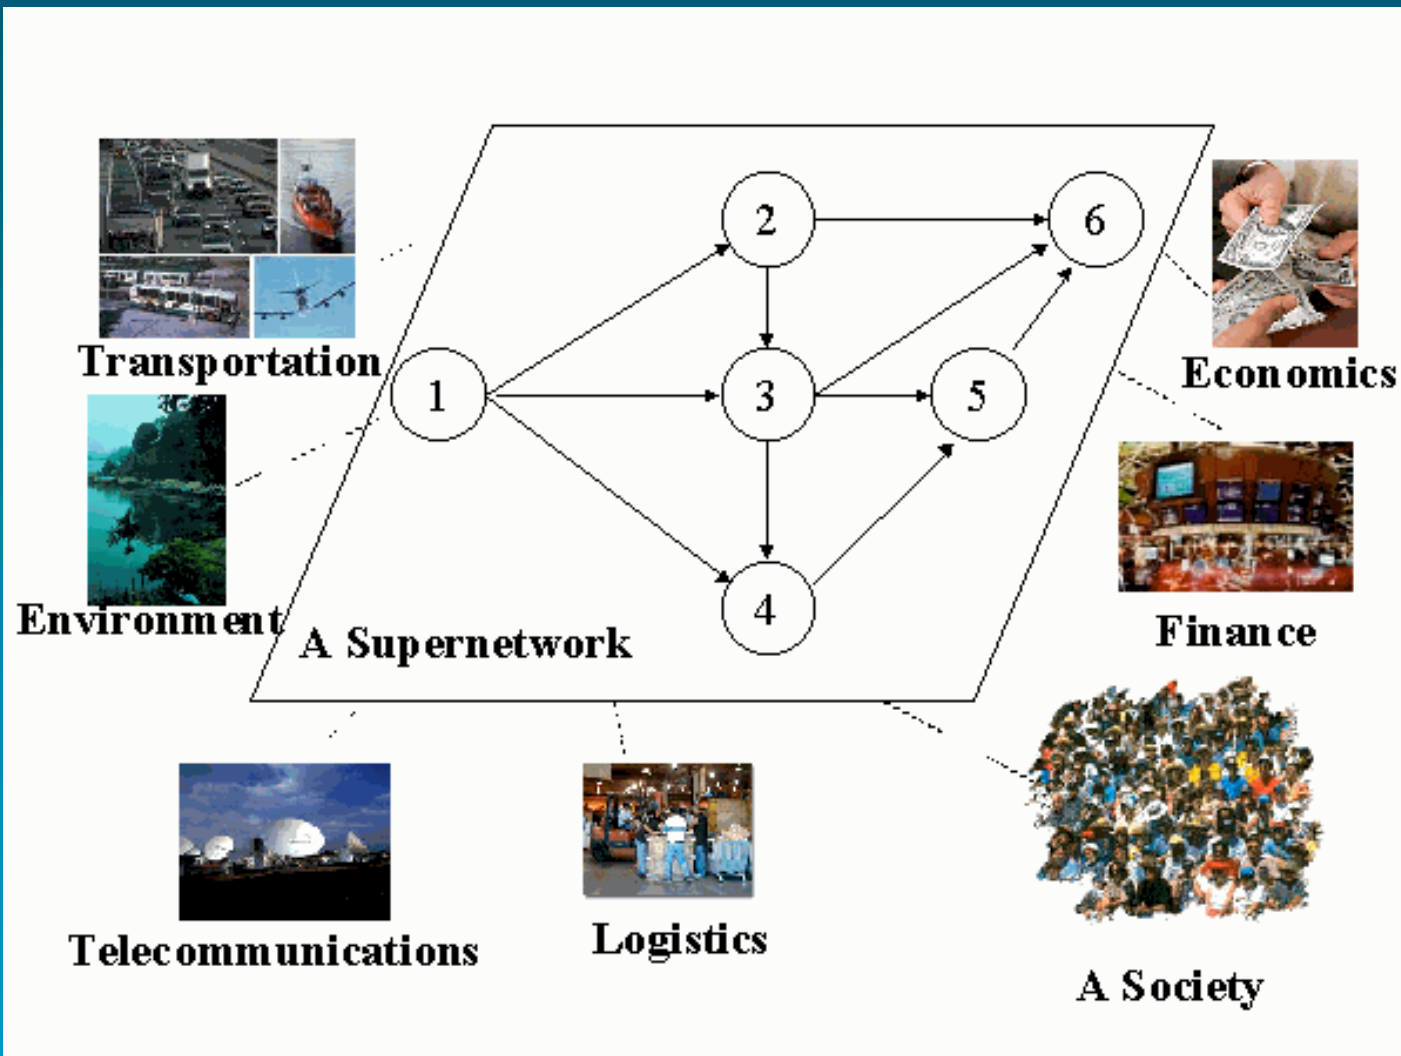 2
6
Transportation
1
3
5
Economics
4
Environment
A Supernetwork
Finance
Telecommunications
Logistics
A Society